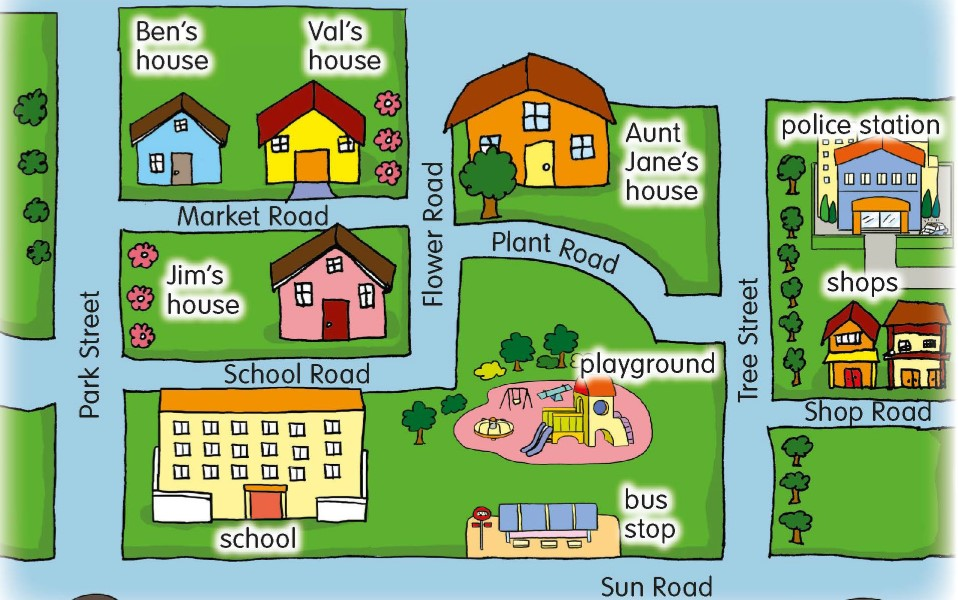 Ben's
house
Val's
house
Aunt
Jane's
house
police station
Market Road
Flower Road
Plant Road
Jim's
house
shops
Park Street
School Road
playground
Tree Street
Shop Road
school
bus
stop
Sun Road